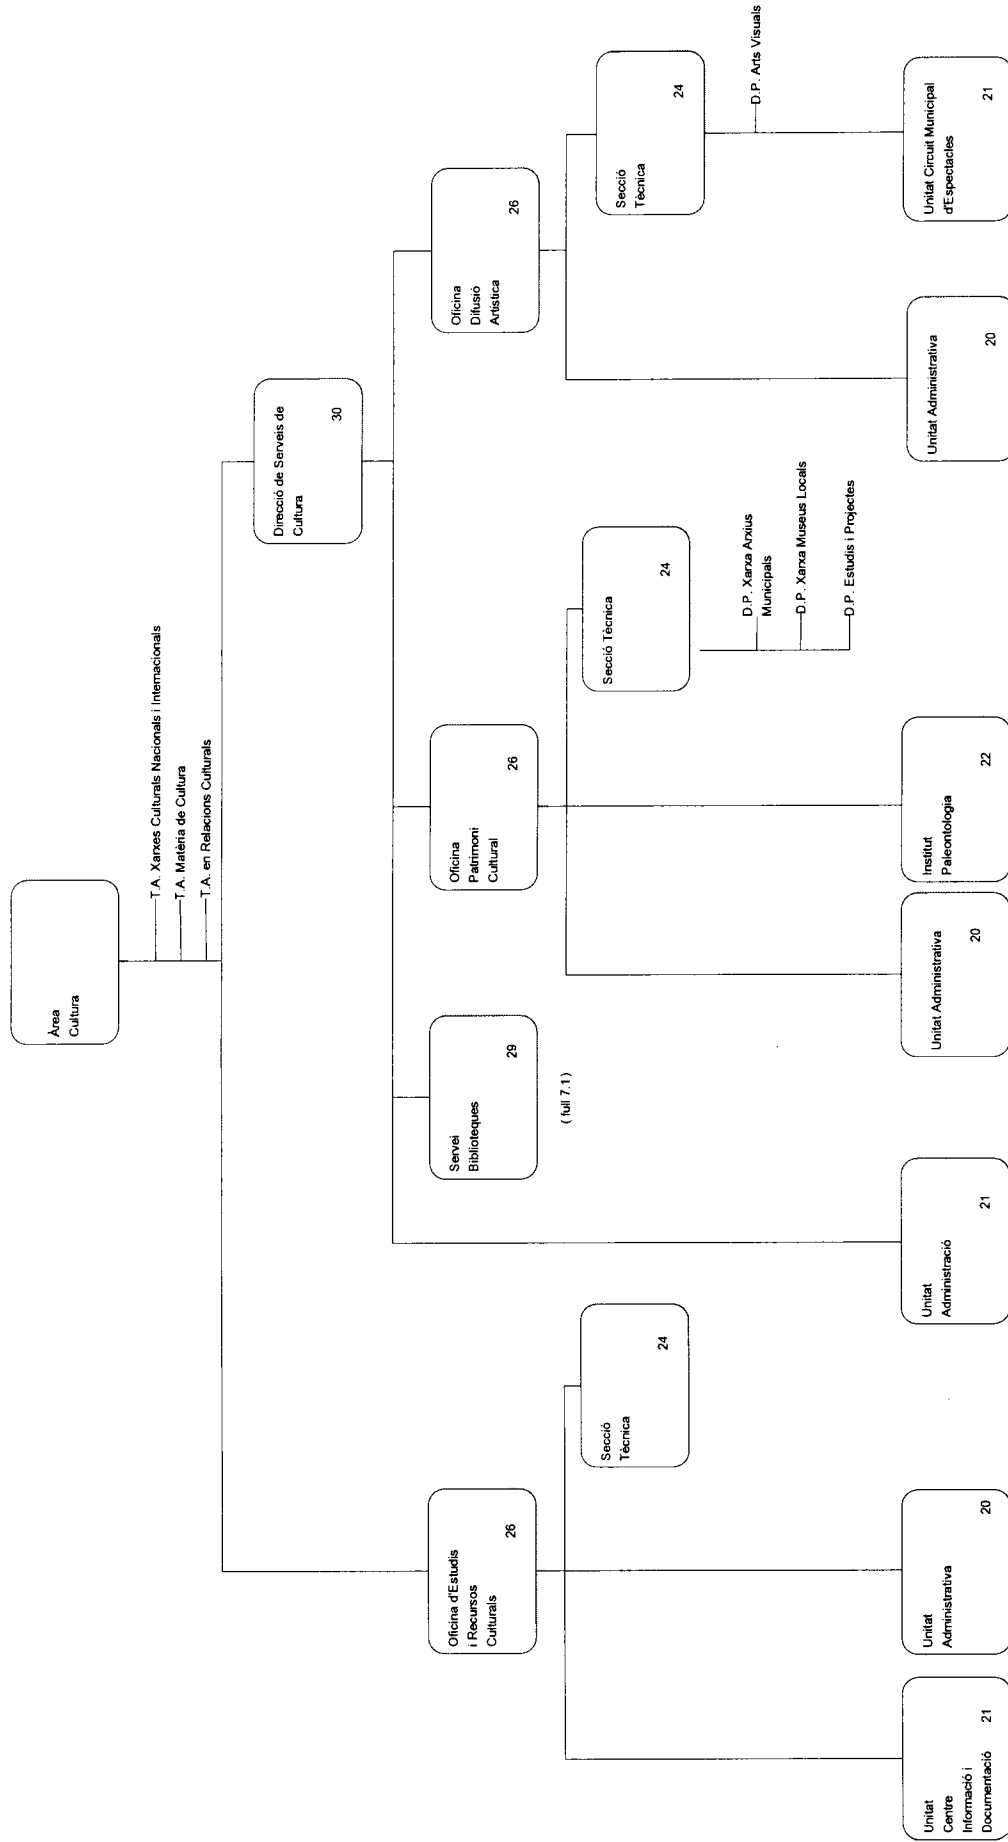 Àrea
Cultura
T.A. Xarxes Culturals Nacionals i Internacionals
T.A. Matèria de Cultura
T.A. en Relacions Culturals
Direcció de Serveis de
Cultura
30
Oficina d'Estudis
i Recursos
Culturals
26
Servei
Biblioteques
29
( full 7.1 )
Oficina
Patrimoni
Cultural
26
Oficina
Difusió
Artística
26
Secció
Tècnica
24
Secció Tècnica
24
D.P. Xarxa Arxius
Municipals
D.P. Xarxa Museus Locals
D.P. Estudis i Projectes
Secció
Tècnica
24
D.P. Arts Visuals
Unitat
Centre
Informació i
Documentació
21
Unitat
Administrativa
20
Unitat
Administració
21
Unitat Administrativa
20
Institut
Paleontologia
22
Unitat Administrativa
20
Unitat Circuit Municipal
d'Espectacles
21